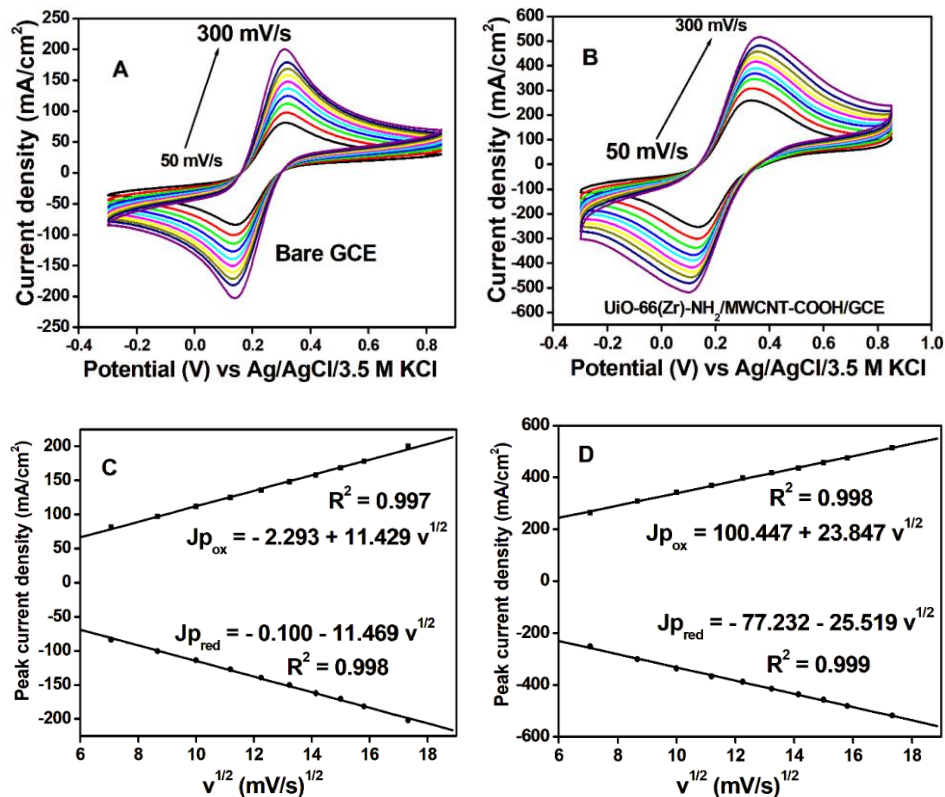 A
300 mV/s
50 mV/s
Bare GCE
250
200
150
100
50
0
-50
-100
-150
-200
-250
-0.4 -0.2 0.0 0.2 0.4 0.6 0.8
Current density (mA/cm²)
Potential (V) vs Ag/AgCl/3.5 M KCl
B
300 mV/s
50 mV/s
UiO-66(Zr)-NH₂/MWCNT-COOH/GCE
600
500
400
300
200
100
0
-100
-200
-300
-400
-500
-600
-0.4 -0.2 0.0 0.2 0.4 0.6 0.8 1.0
Current density (mA/cm²)
Potential (V) vs Ag/AgCl/3.5 M KCl
C
R² = 0.997
Jp_ox = - 2.293 + 11.429 v^1/2
Jp_red = - 0.100 - 11.469 v^1/2
R² = 0.998
200
150
100
50
0
-50
-100
-150
-200
6 8 10 12 14 16 18
Peak current density (mA/cm²)
v^1/2 (mV/s)^1/2
D
R² = 0.998
Jp_ox = 100.447 + 23.847 v^1/2
Jp_red = - 77.232 - 25.519 v^1/2
R² = 0.999
600
400
200
0
-200
-400
-600
6 8 10 12 14 16 18
Peak current density (mA/cm²)
v^1/2 (mV/s)^1/2